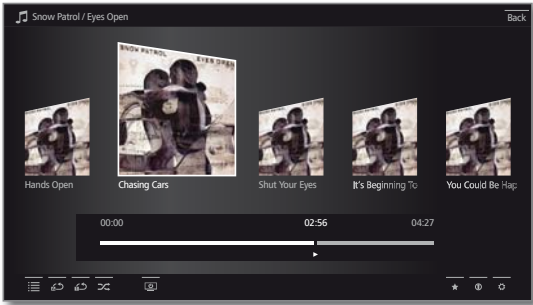 Snow Patrol / Eyes Open
Back
SNOW PATROL EYES OPEN
Hands Open
Chasing Cars
Shut Your Eyes
It's Beginning To
You Could Be Hap
00:00 02:56 04:27